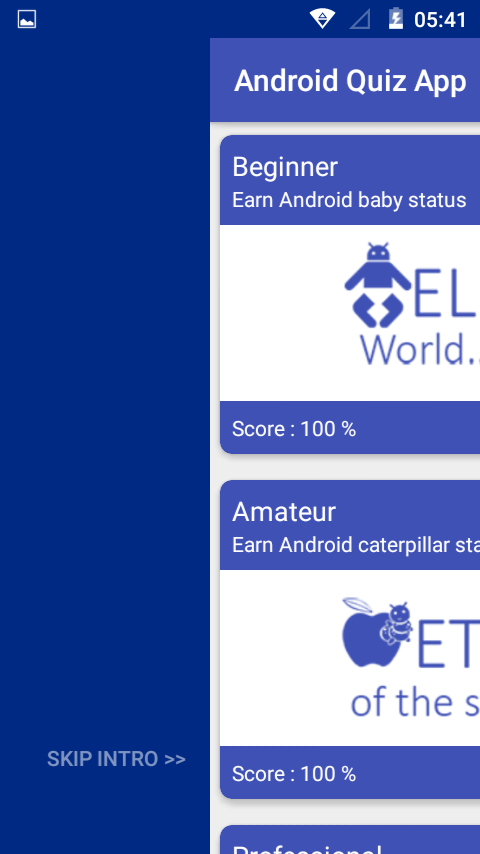 05:41
Android Quiz App
Beginner
Earn Android baby status
EL
World..
Score : 100 %
Amateur
Earn Android caterpillar sta
ET
of the s
SKIP INTRO >>
Score : 100 %
Professional